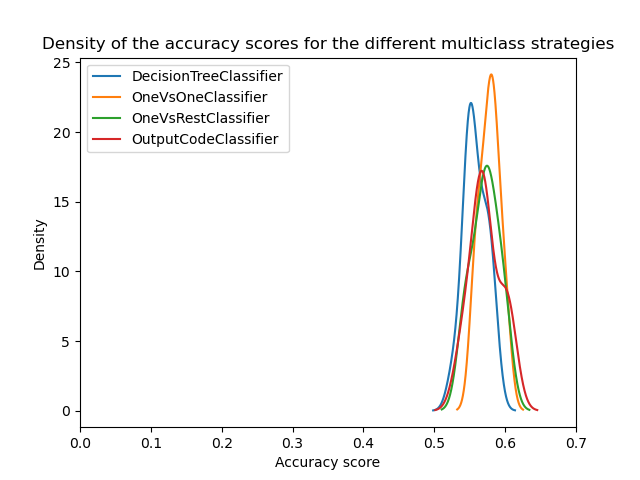 Density of the accuracy scores for the different multiclass strategies
DecisionTreeClassifier
OneVsOneClassifier
OneVsRestClassifier
OutputCodeClassifier
25
20
15
10
5
0
Density
0.0 0.1 0.2 0.3 0.4 0.5 0.6 0.7
Accuracy score